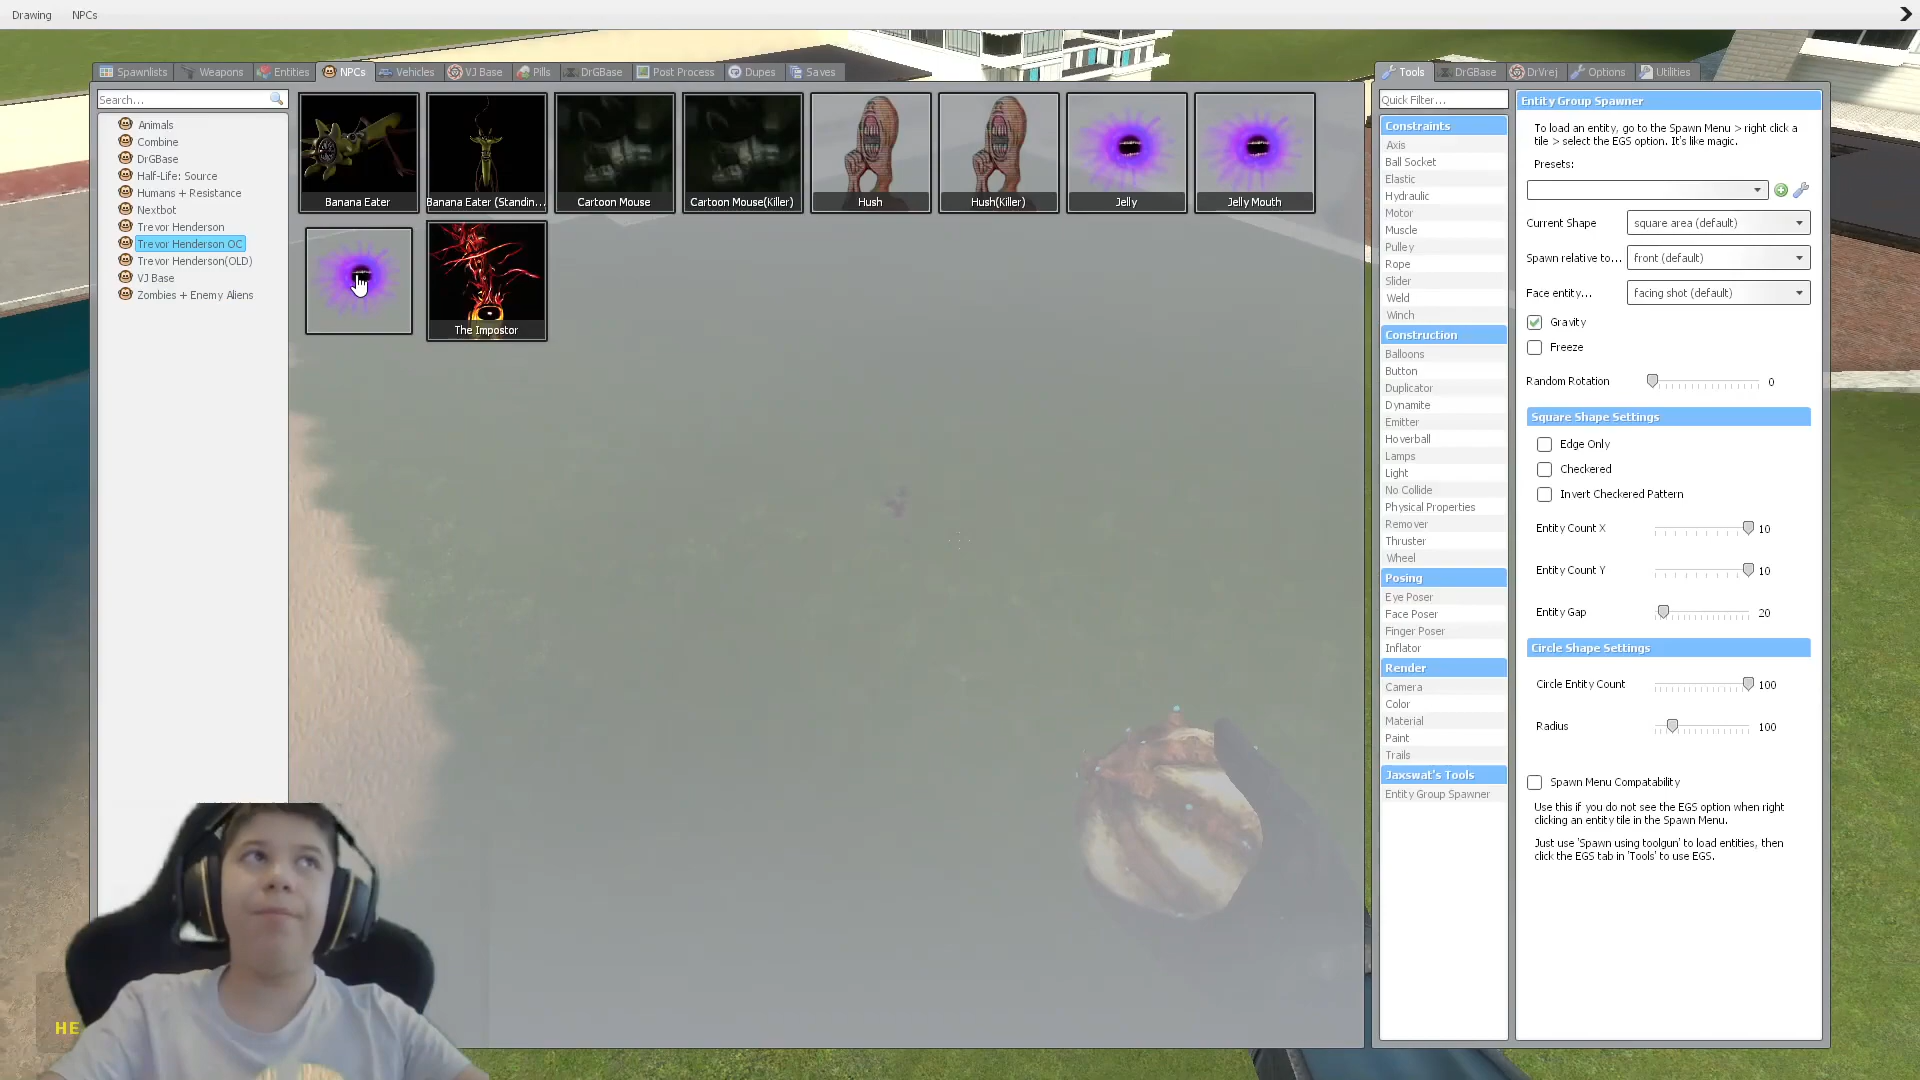 Drawing NPCs
Spawnlists Weapons Entities NPCs Vehicles VJ Base Pills DrGBase Post Process Dupes Saves
Search...
Animals
Combine
DrGBase
Half-Life: Source
Humans + Resistance
Nextbot
Trevor Henderson
Trevor Henderson OC
Trevor Henderson(OLD)
VJ Base
Zombies + Enemy Aliens
Banana Eater
Banana Eater (Standin...
Cartoon Mouse
Cartoon Mouse(Killer)
Hush
Hush(Killer)
Jelly
Jelly Mouth
The Impostor
HE
Tools DrGBase DrVrej Options Utilities
Quick Filter...
Constraints
Axis
Ball Socket
Elastic
Hydraulic
Motor
Muscle
Pulley
Rope
Slider
Weld
Winch
Construction
Balloons
Button
Duplicator
Dynamite
Emitter
Hoverball
Lamps
Light
No Collide
Physical Properties
Remover
Thruster
Wheel
Posing
Eye Poser
Face Poser
Finger Poser
Inflator
Render
Camera
Color
Material
Paint
Trails
Jaxswat's Tools
Entity Group Spawner
Entity Group Spawner
To load an entity, go to the Spawn Menu > right click a
tile > select the EGS option. It's like magic.
Presets:
Current Shape square area (default)
Spawn relative to... front (default)
Face entity... facing shot (default)
Gravity
Freeze
Random Rotation 0
Square Shape Settings
Edge Only
Checkered
Invert Checkered Pattern
Entity Count X 10
Entity Count Y 10
Entity Gap 20
Circle Shape Settings
Circle Entity Count 100
Radius 100
Spawn Menu Compatability
Use this if you do not see the EGS option when right
clicking an entity tile in the Spawn Menu.
Just use 'Spawn using toolgun' to load entities, then
click the EGS tab in 'Tools' to use EGS.